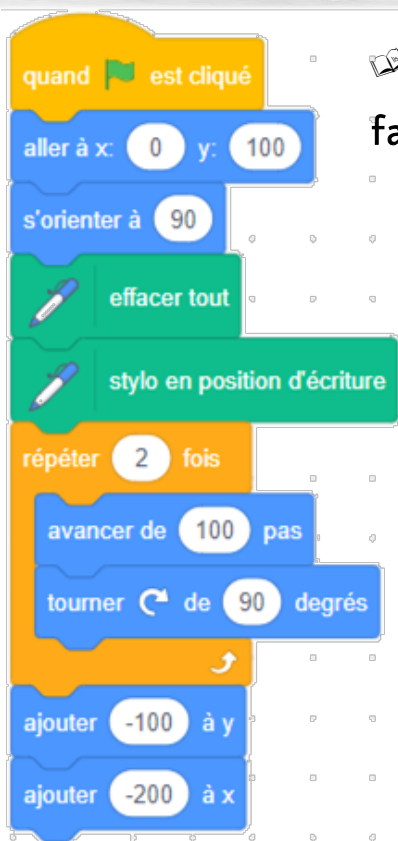 quand est cliqué
fa
aller à x: 0 y: 100
s'orienter à 90
effacer tout
stylo en position d'écriture
répéter 2 fois
avancer de 100 pas
tourner de 90 degrés
ajouter -100 à y
ajouter -200 à x